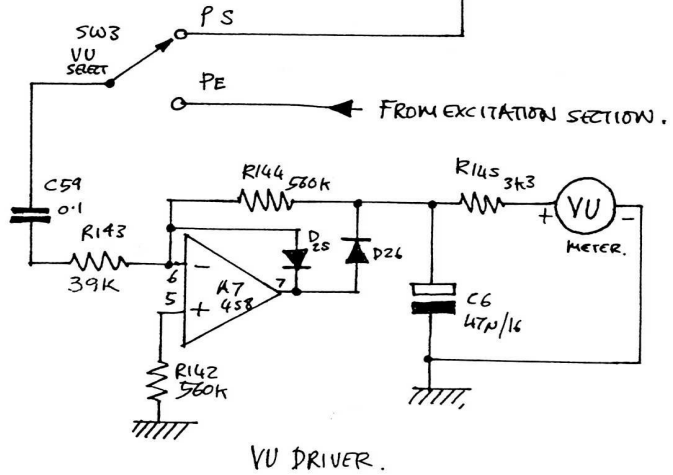 PS
SW3
VU
SELECT
PE
FROM EXCITATION SECTION.
C59
0.1
R143
39K
R144 560K
R145 3K3
VU
+ -
METER.
D
25
D26
6 -
7
5 +
A7
458
C6
47N/16
R142
560K
VU DRIVER.